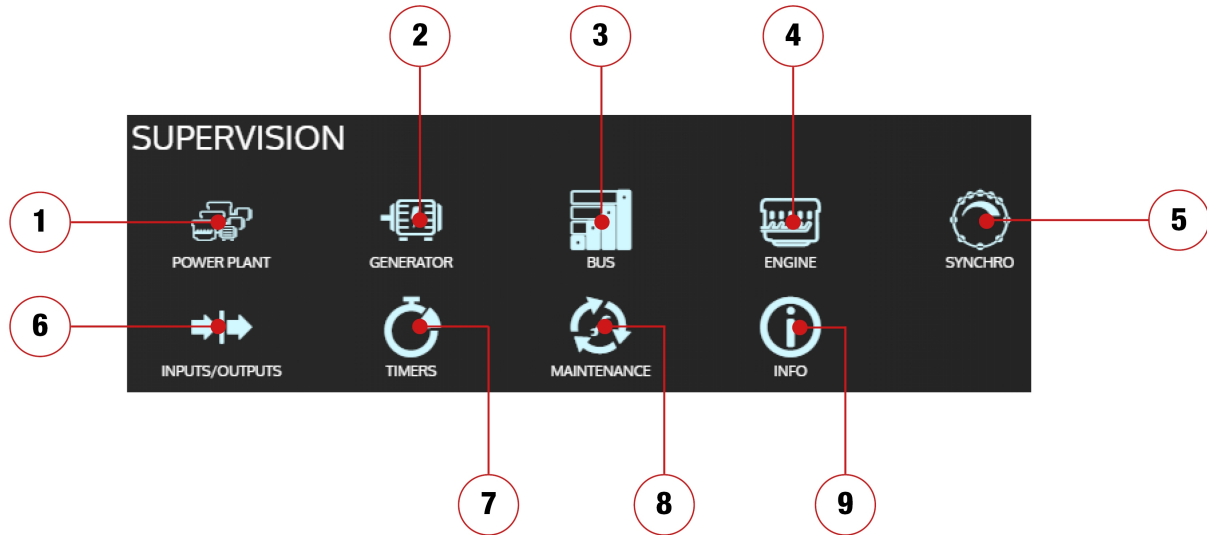 2 3 4
SUPERVISION
1 5
POWER PLANT GENERATOR BUS ENGINE SYNCHRO
6
INPUTS/OUTPUTS TIMERS MAINTENANCE INFO
7 8 9